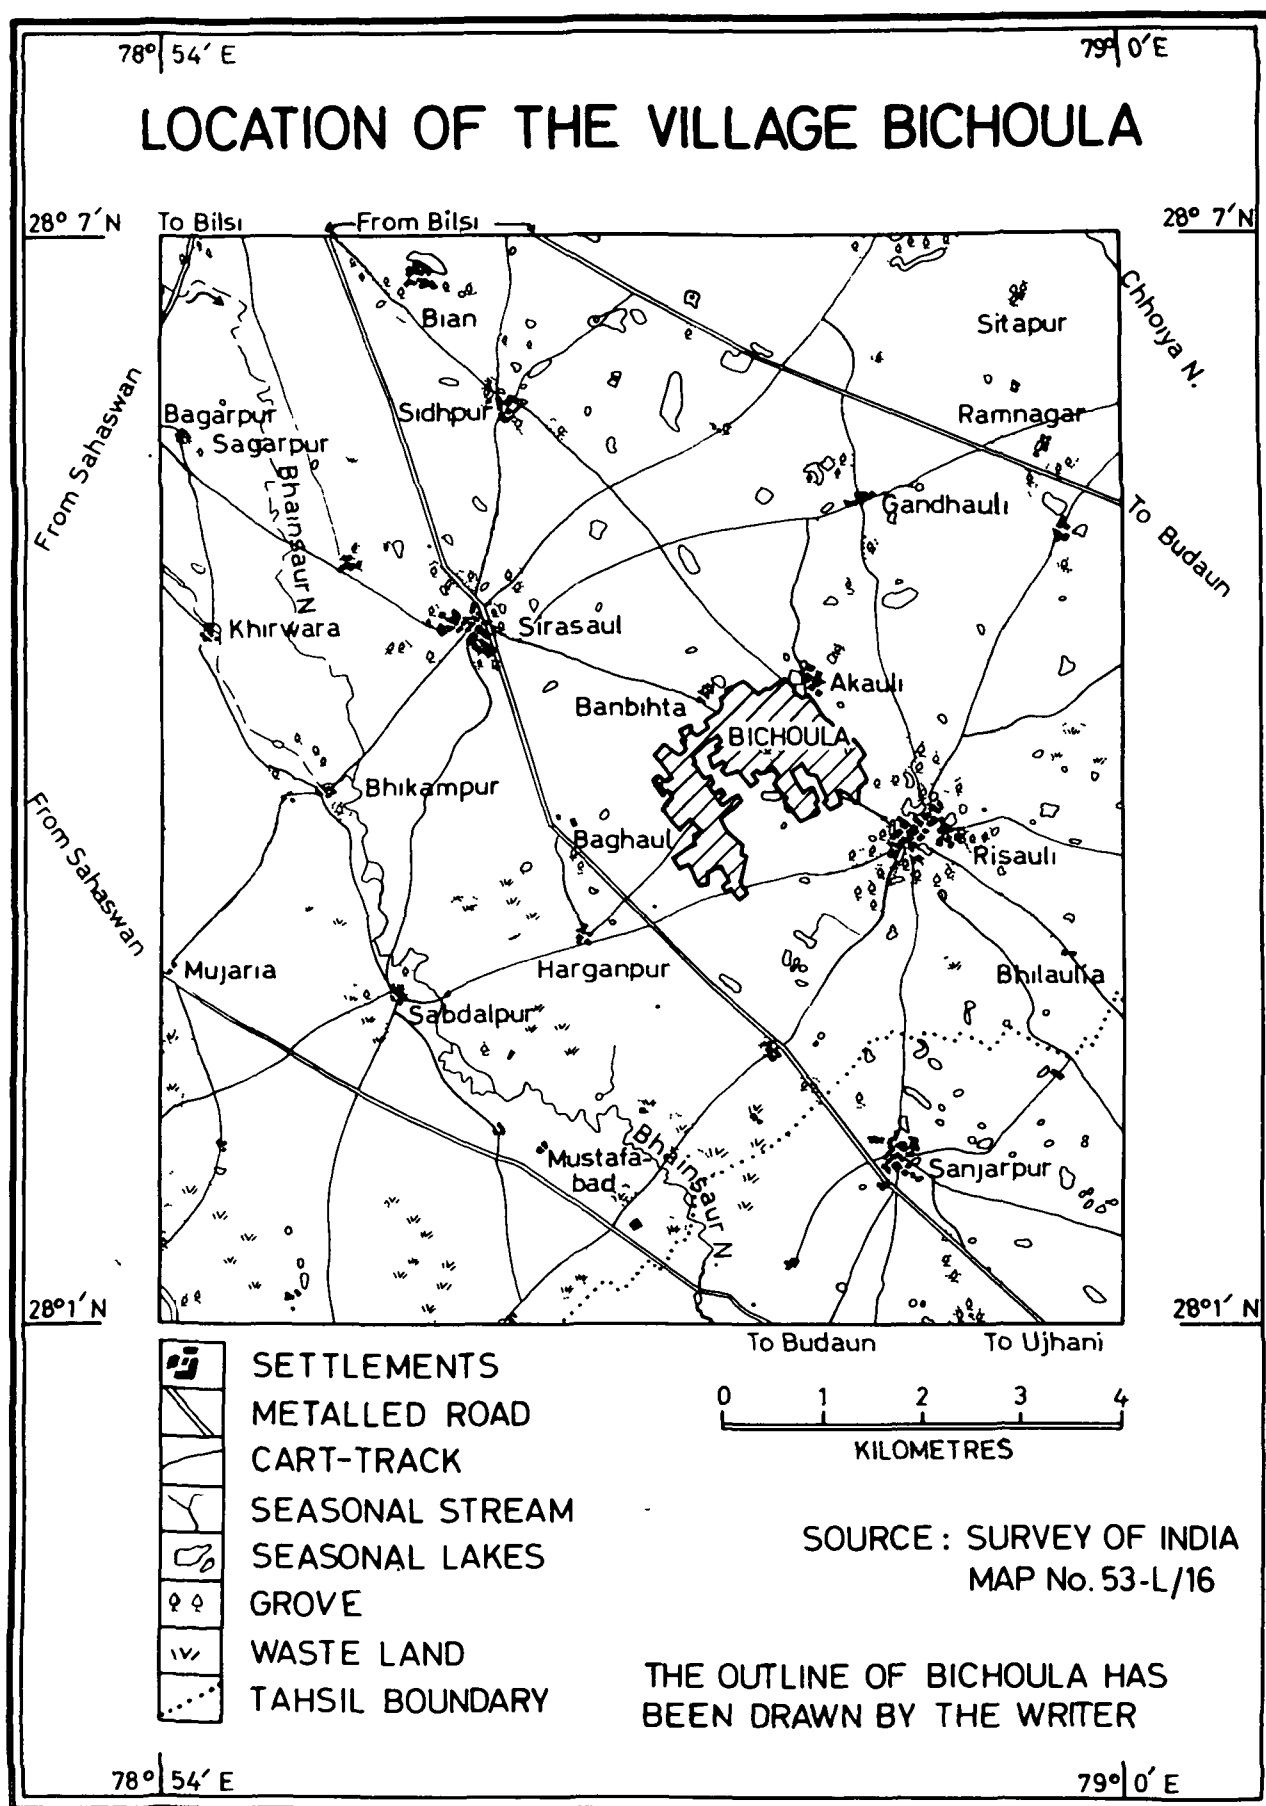 78° 54′ E
79° 0′ E
LOCATION OF THE VILLAGE BICHOULA
28° 7′ N
To Bilsi
From Bilsi
28° 7′ N
Chhoiya N.
Bian
Sitapur
From Sahaswan
Bagarpur
Sidhpur
Ramnagar
Sagarpur
Bhainsaur N
Gandhauli
To Budaun
Khirwara
Sirasaul
Akauli
Banbihta
BICHOULA
Bhikampur
From Sahaswan
Baghaul
Risauli
Mujaria
Harganpur
Bhilaulia
Sabdalpur
Bhainsaur N.
Mustafa-
bad
Sanjarpur
28° 1′ N
28° 1′ N
To Budaun
To Ujhani
SETTLEMENTS
METALLED ROAD
CART-TRACK
SEASONAL STREAM
SEASONAL LAKES
GROVE
WASTE LAND
TAHSIL BOUNDARY
0 1 2 3 4
KILOMETRES
SOURCE: SURVEY OF INDIA
MAP No. 53-L/16
THE OUTLINE OF BICHOULA HAS
BEEN DRAWN BY THE WRITER
78° 54′ E
79° 0′ E